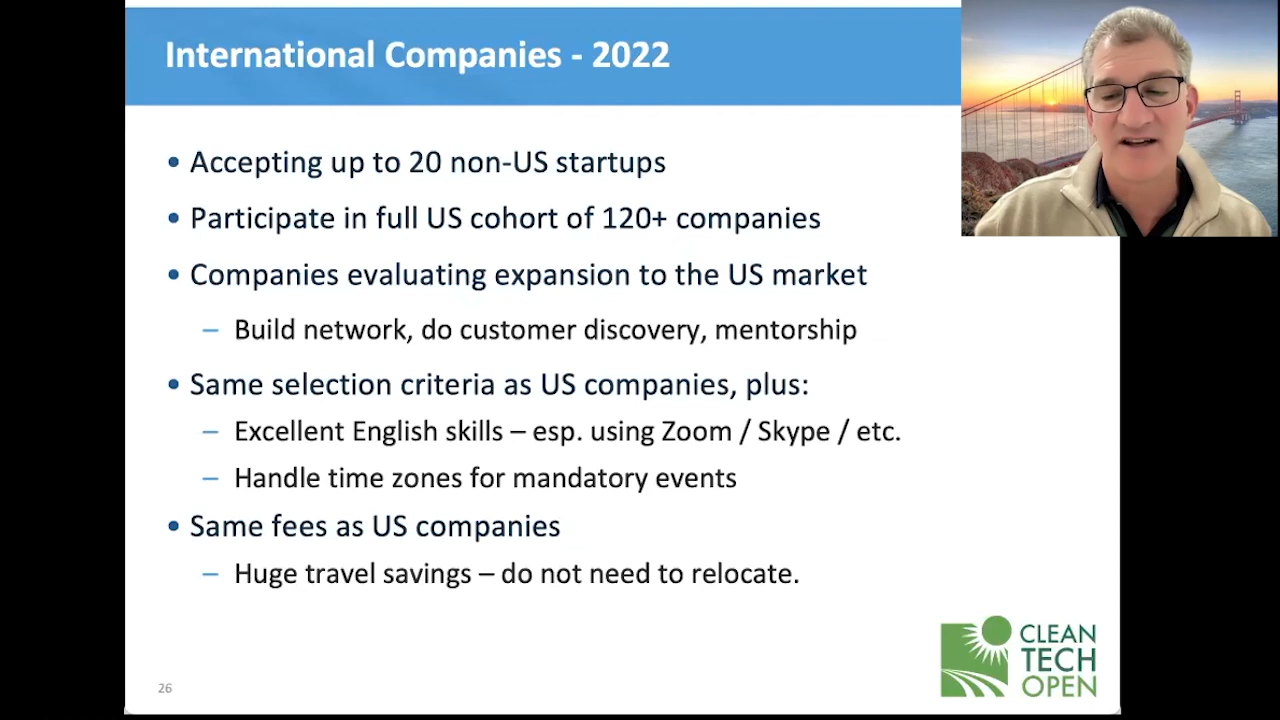 International Companies - 2022
• Accepting up to 20 non-US startups
• Participate in full US cohort of 120+ companies
• Companies evaluating expansion to the US market
– Build network, do customer discovery, mentorship
• Same selection criteria as US companies, plus:
– Excellent English skills – esp. using Zoom / Skype / etc.
– Handle time zones for mandatory events
• Same fees as US companies
– Huge travel savings – do not need to relocate.
CLEAN
TECH
OPEN
26